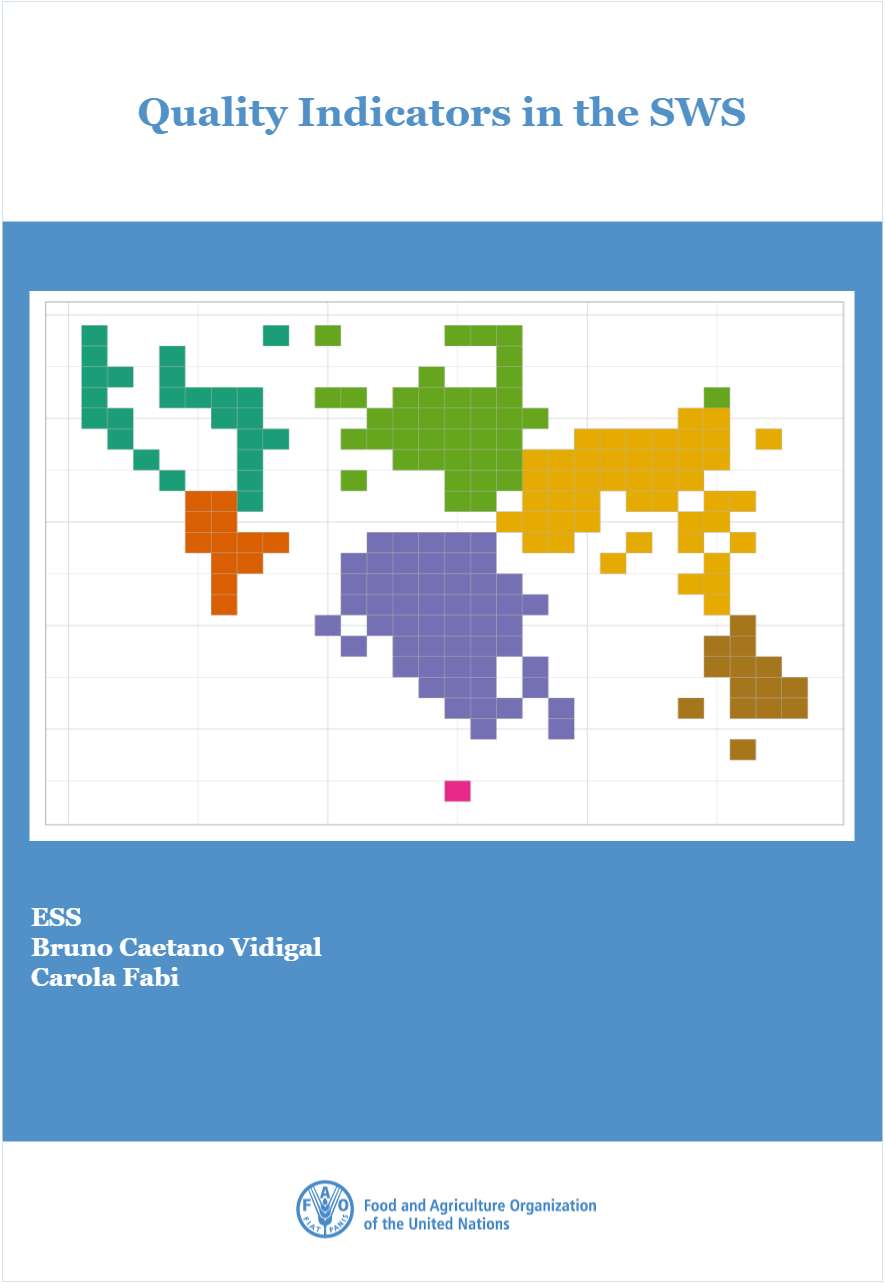 Quality Indicators in the SWS
ESS
Bruno Caetano Vidigal
Carola Fabi
F A O
FIAT PANIS
Food and Agriculture Organization
of the United Nations